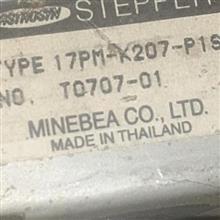 STEPPER
TYPE 17PM-K207-P1S
NO. T0707-01
MINEBEA CO., LTD.
MADE IN THAILAND